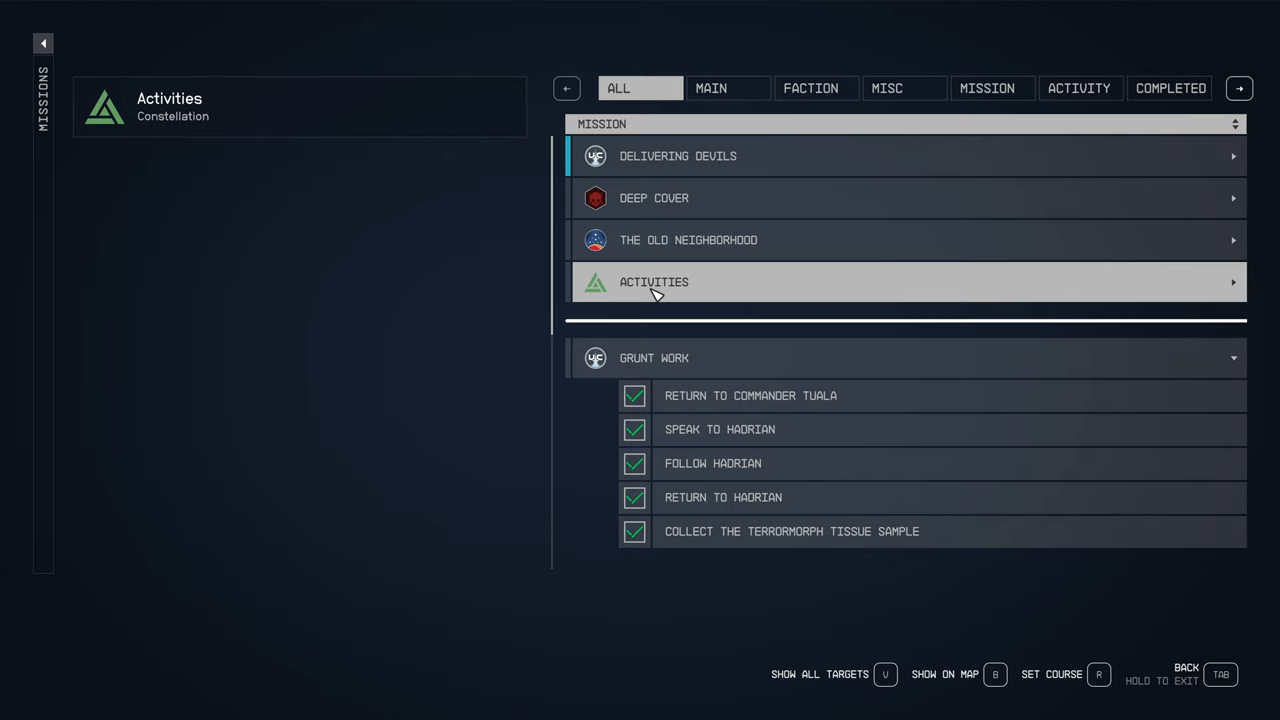 MISSIONS
Activities
Constellation
ALL
MAIN
FACTION
MISC
MISSION
ACTIVITY
COMPLETED
MISSION
DELIVERING DEVILS
DEEP COVER
THE OLD NEIGHBORHOOD
ACTIVITIES
GRUNT WORK
RETURN TO COMMANDER TUALA
SPEAK TO HADRIAN
FOLLOW HADRIAN
RETURN TO HADRIAN
COLLECT THE TERRORMORPH TISSUE SAMPLE
SHOW ALL TARGETS V
SHOW ON MAP B
SET COURSE R
BACK
HOLD TO EXIT
TAB